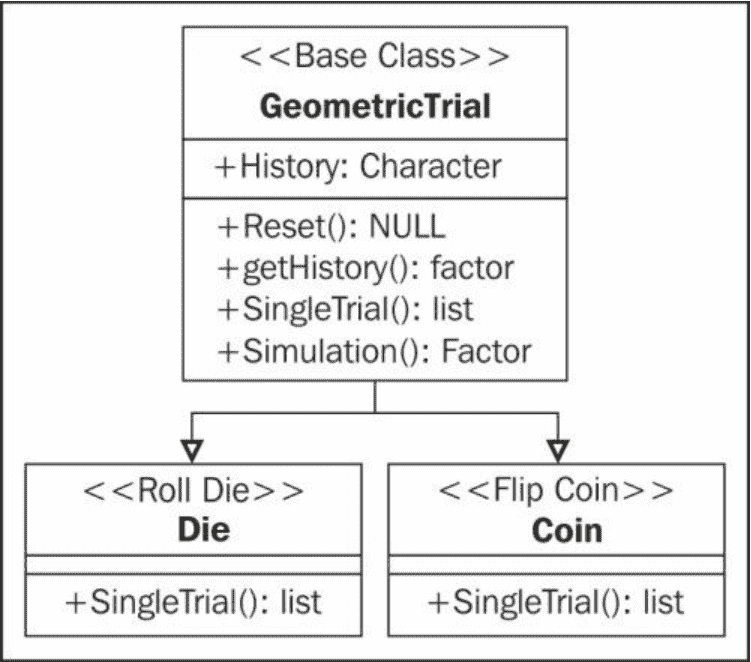 <<Base Class>>
GeometricTrial
+History: Character
+Reset(): NULL
+getHistory(): factor
+SingleTrial(): list
+Simulation(): Factor
<<Roll Die>>
Die
+SingleTrial(): list
<<Flip Coin>>
Coin
+SingleTrial(): list